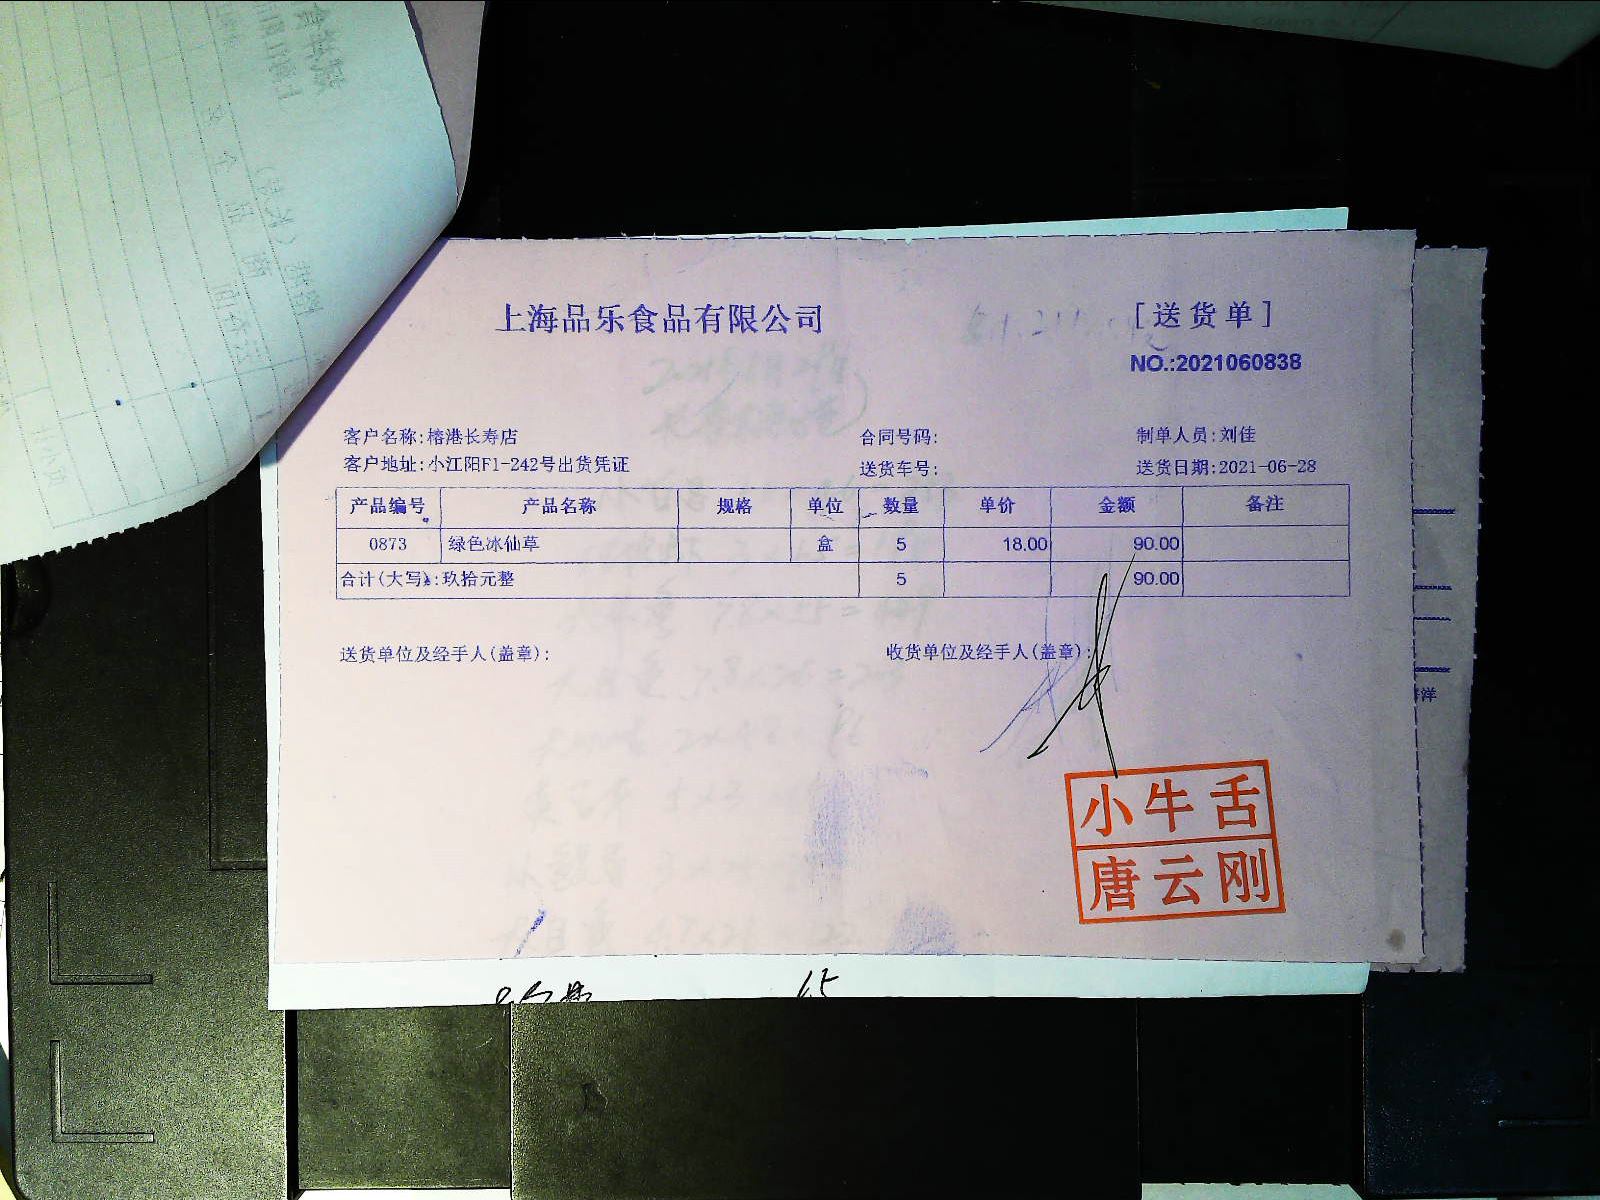 上海品乐食品有限公司
[送货单]
NO.:2021060838
客户名称:榕港长寿店 合同号码: 制单人员:刘佳
客户地址:小江阳F1-242号出货凭证 送货车号: 送货日期:2021-06-28
产品编号 产品名称 规格 单位 数量 单价 金额 备注
0873 绿色冰仙草 盒 5 18.00 90.00
合计(大写):玖拾元整 5 90.00
送货单位及经手人(盖章): 收货单位及经手人(盖章):
小牛舌
唐云刚
洋